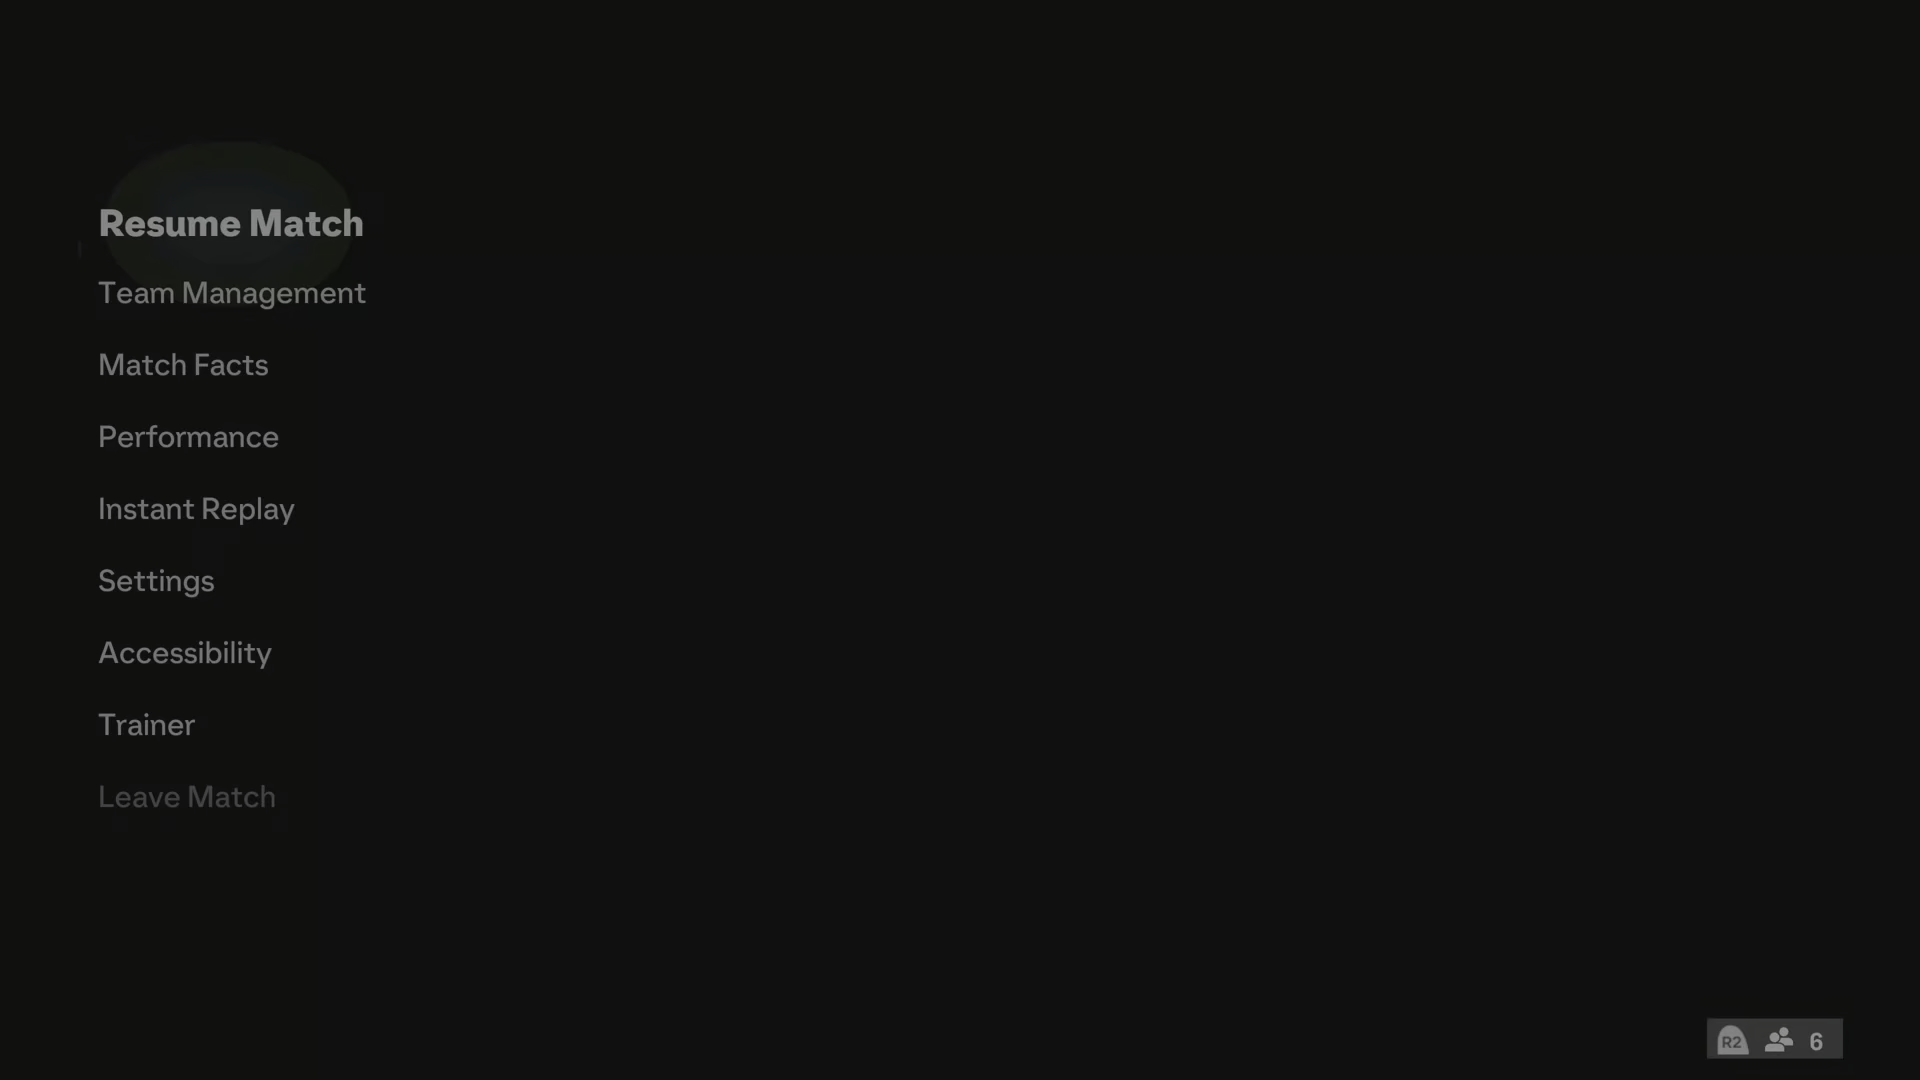 Resume Match
Team Management
Match Facts
Performance
Instant Replay
Settings
Accessibility
Trainer
Leave Match
R2 6